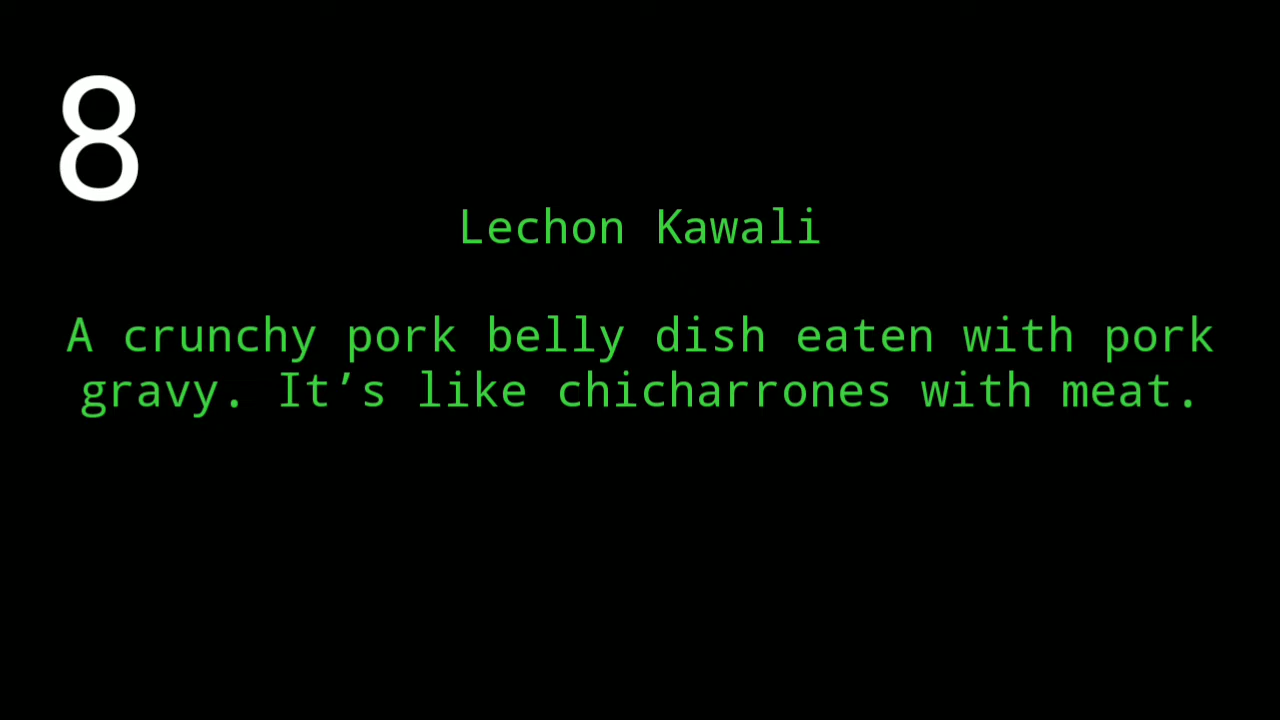 8
Lechon Kawali
A crunchy pork belly dish eaten with pork
gravy. It’s like chicharrones with meat.